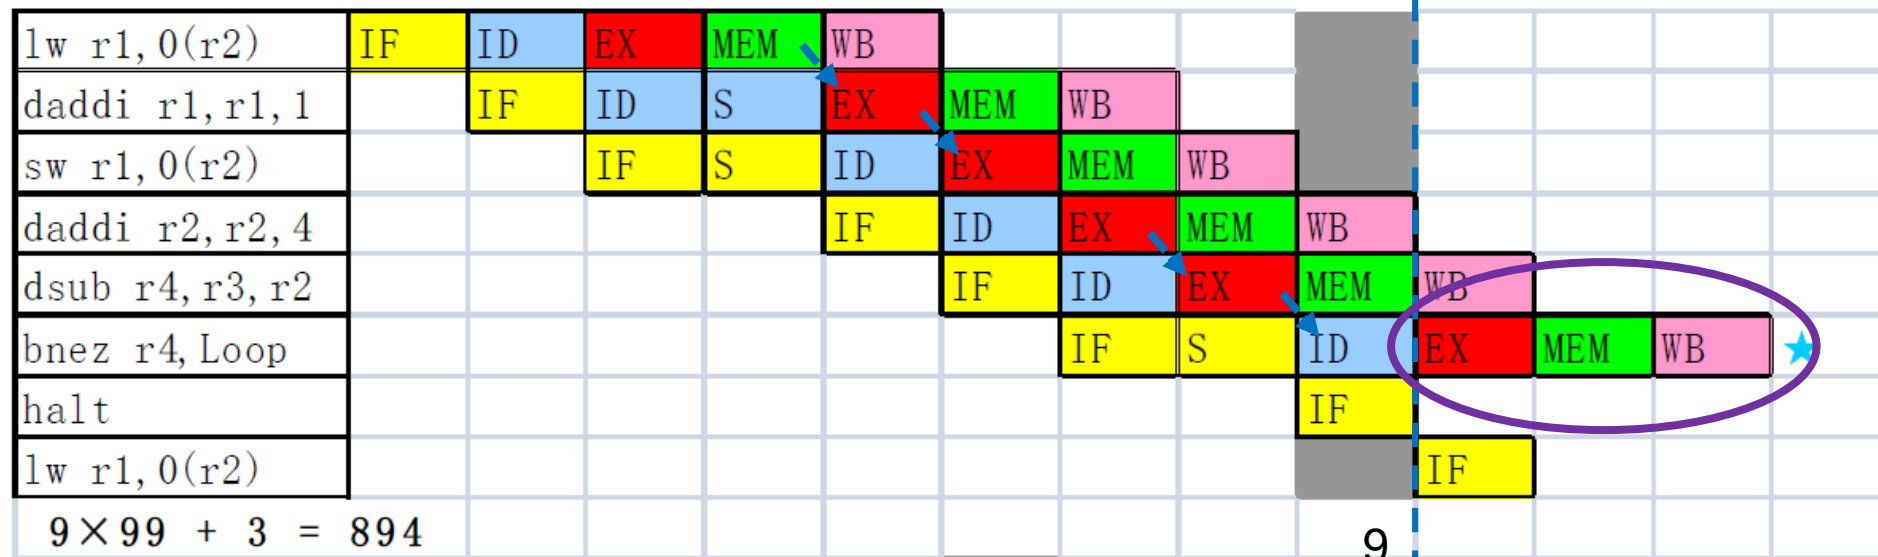 lw r1,0(r2) IF ID EX MEM WB
daddi r1,r1,1 IF ID S EX MEM WB
sw r1,0(r2) IF S ID EX MEM WB
daddi r2,r2,4 IF ID EX MEM WB
dsub r4,r3,r2 IF ID EX MEM WB
bnez r4,Loop IF S ID EX MEM WB
halt IF
lw r1,0(r2) IF
9×99 + 3 = 894 9